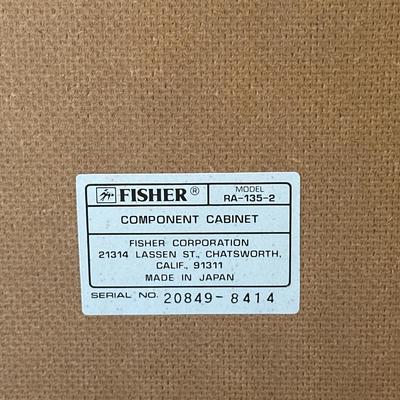 FISHER® MODEL RA-135-2
COMPONENT CABINET
FISHER CORPORATION
21314 LASSEN ST., CHATSWORTH,
CALIF., 91311
MADE IN JAPAN
SERIAL NO. 20849-8414